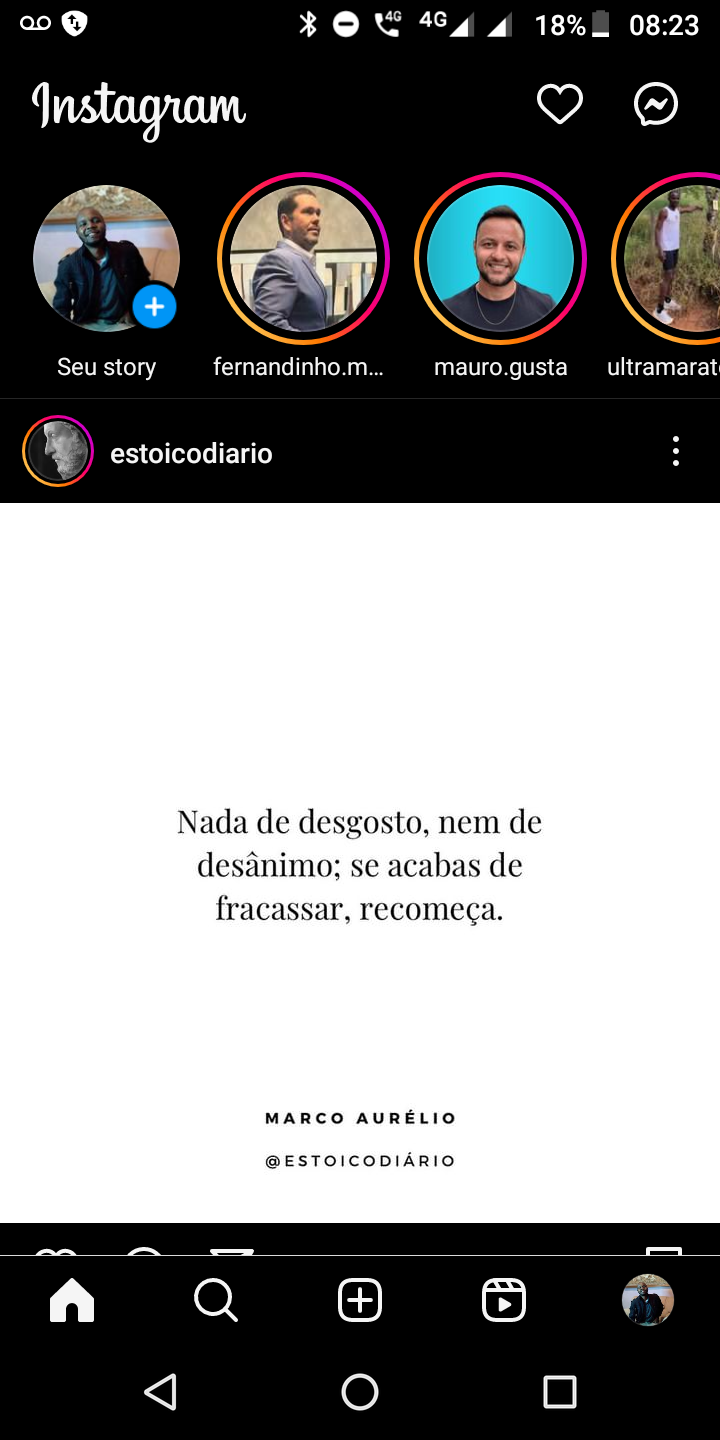 4G 4G 18% 08:23
Instagram
Seu story fernandinho.m... mauro.gusta ultramarat
estoicodiario
Nada de desgosto, nem de
desânimo; se acabas de
fracassar, recomeça.
MARCO AURÉLIO
@ESTOICODIÁRIO